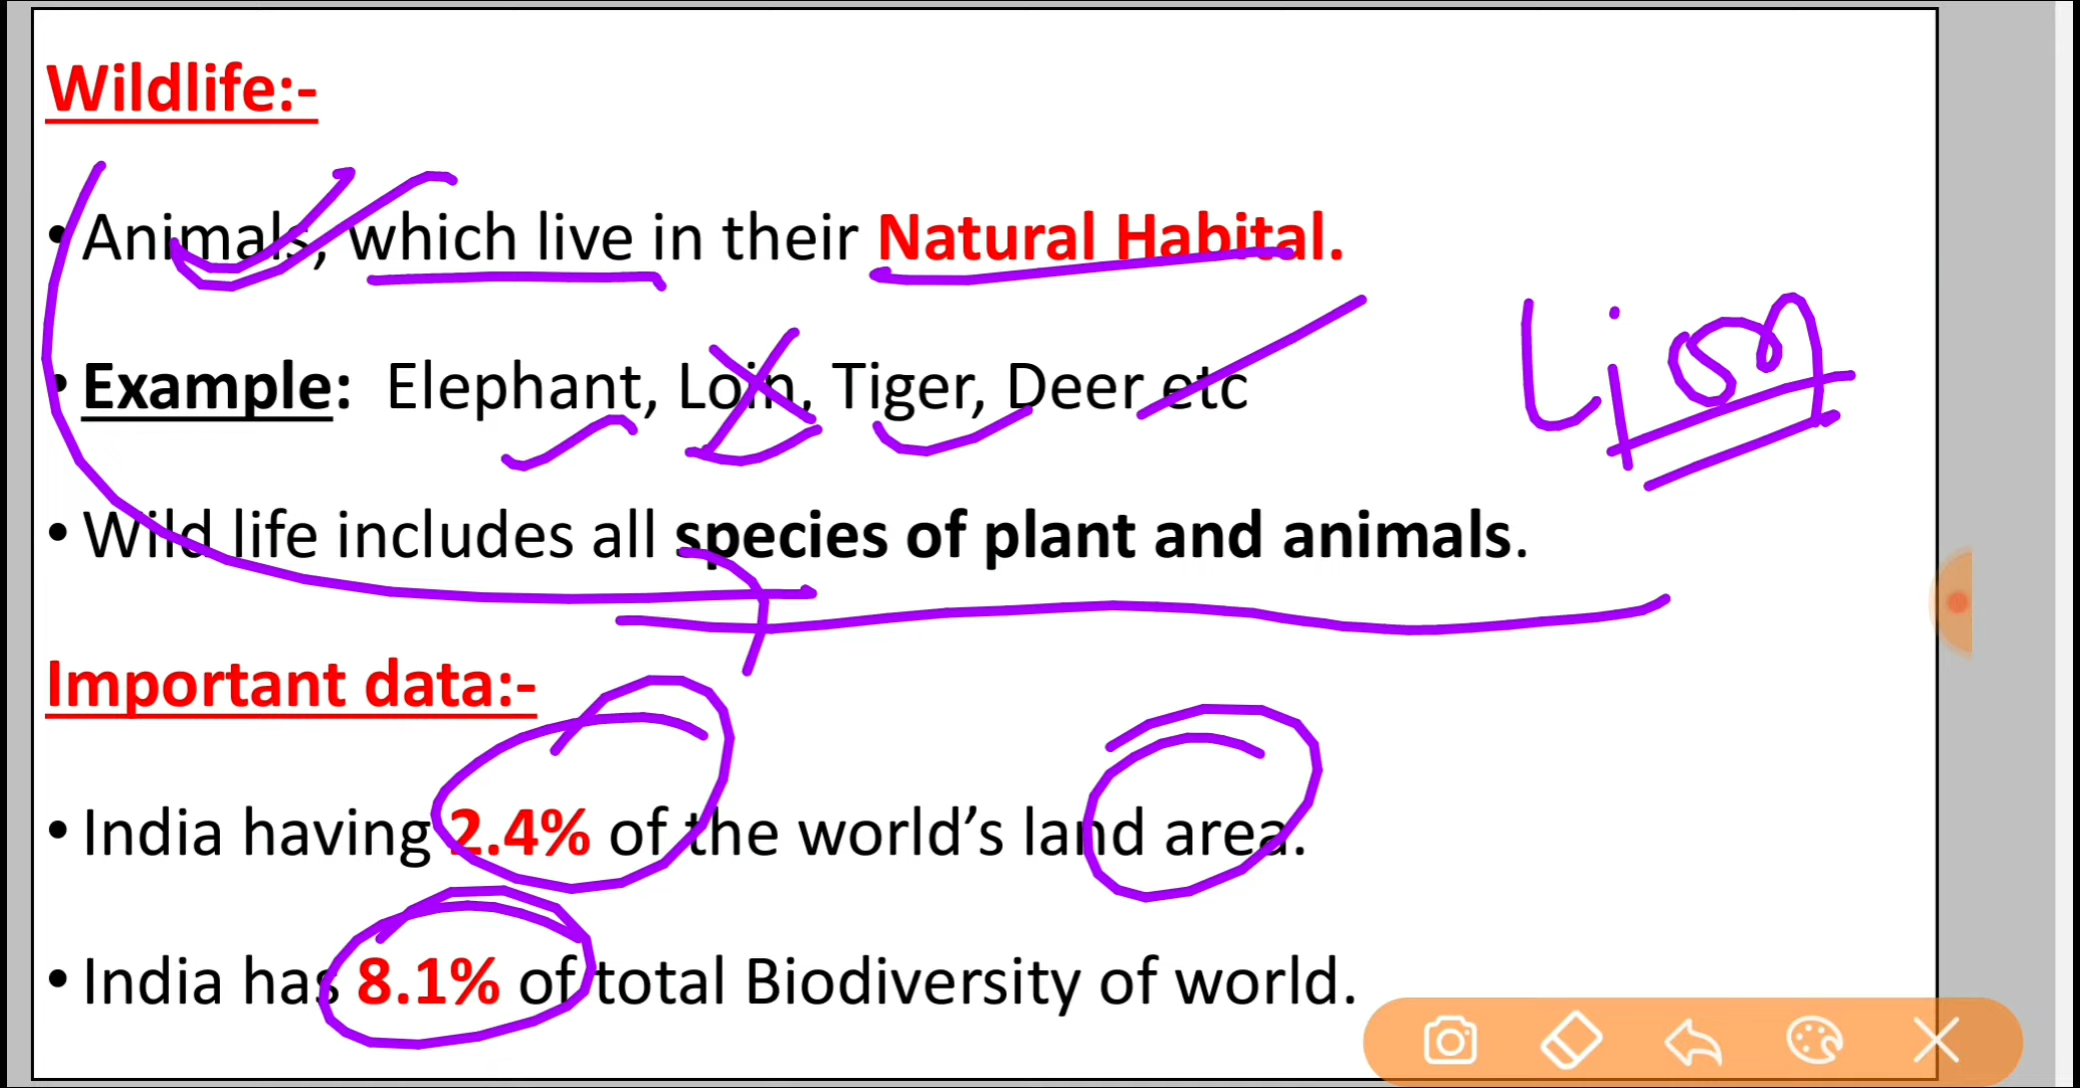 Wildlife:-
• Animals, which live in their Natural Habital.
• Example: Elephant, Loin, Tiger, Deer etc
Lion
• Wild life includes all species of plant and animals.
Important data:-
• India having 2.4% of the world's land area.
• India has 8.1% of total Biodiversity of world.